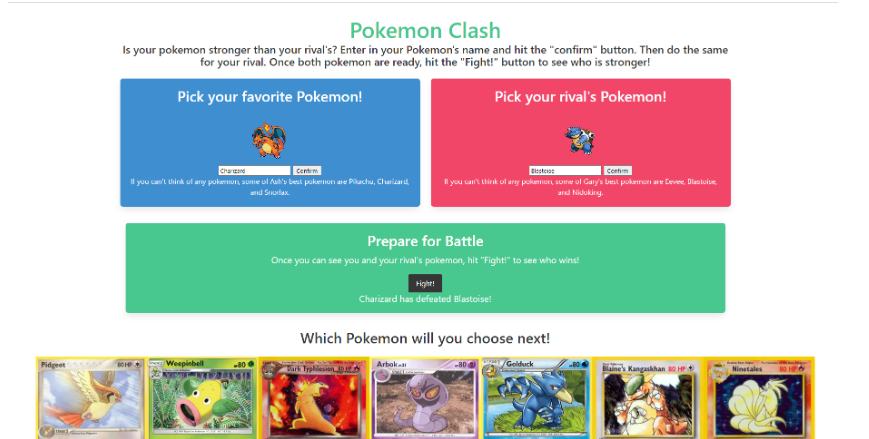 Pokemon Clash
Is your pokemon stronger than your rival's? Enter in your Pokemon's name and hit the "confirm" button. Then do the same
for your rival. Once both pokemon are ready, hit the "Fight!" button to see who is stronger!
Pick your favorite Pokemon!
Charizard Confirm
If you can't think of any pokemon, some of Ash's best pokemon are Pikachu, Charizard,
and Snorlax.
Pick your rival's Pokemon!
Blastoise Confirm
If you can't think of any pokemon, some of Gary's best pokemon are Eevee, Blastoise,
and Nidoking.
Prepare for Battle
Once you can see you and your rival's pokemon, hit "Fight!" to see who wins!
Fight!
Charizard has defeated Blastoise!
Which Pokemon will you choose next!
Pidgeot 80 HP
Weepinbell 80
Dark Typhlosion 80 HP
Arbok 80
Golduck 80
Blaine's Kangaskhan 80 HP
Ninetales 80 HP